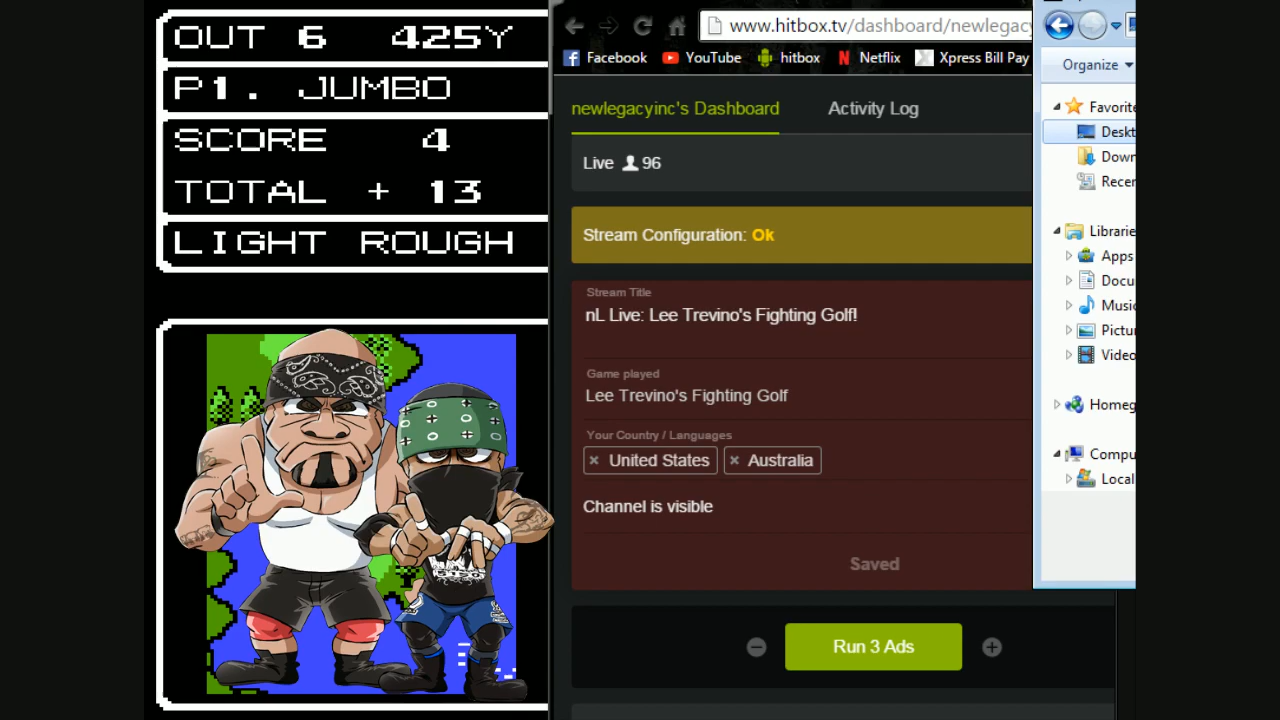 OUT 6 425Y
P1. JUMBO
SCORE 4
TOTAL + 13
LIGHT ROUGH
www.hitbox.tv/dashboard/newlegacy
Facebook YouTube hitbox Netflix Xpress Bill Pay
newlegacyinc's Dashboard Activity Log
Live 96
Stream Configuration: Ok
Stream Title
nL Live: Lee Trevino's Fighting Golf!
Game played
Lee Trevino's Fighting Golf
Your Country / Languages
× United States × Australia
Channel is visible
Saved
Run 3 Ads
Organize
Favorite
Deskt
Down
Recen
Librarie
Apps
Docu
Music
Pictur
Video
Homeg
Compu
Local